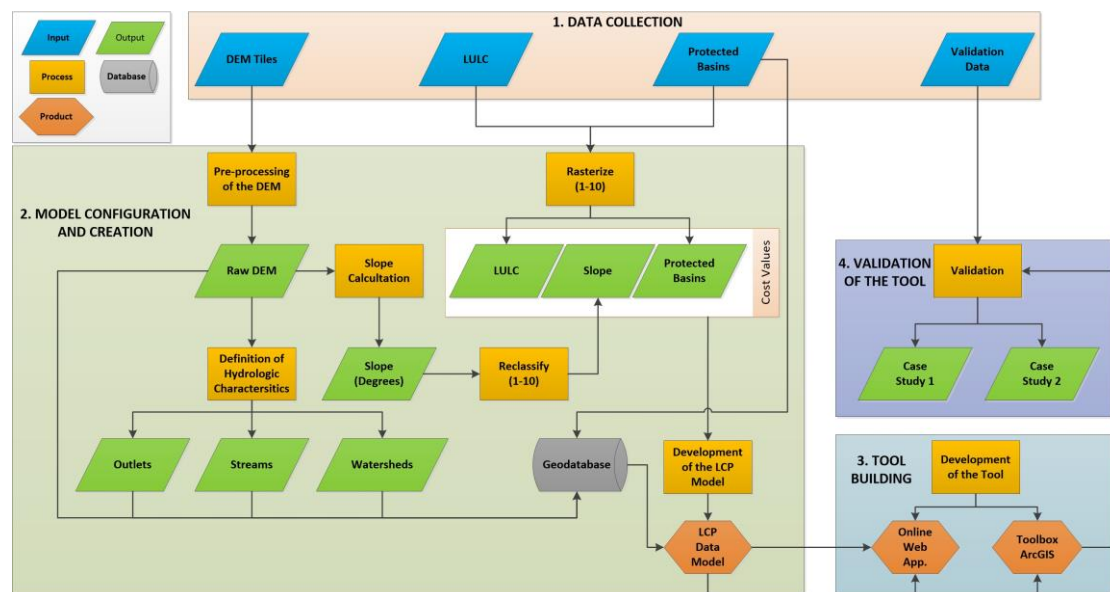 Input
Output
Process
Database
Product
1. DATA COLLECTION
DEM Tiles
LULC
Protected
Basins
Validation
Data
2. MODEL CONFIGURATION
AND CREATION
Pre-processing
of the DEM
Rasterize
(1-10)
Raw DEM
Slope
Calcultation
LULC
Slope
Protected
Basins
Cost Values
Definition of
Hydrologic
Charactersitics
Slope
(Degrees)
Reclassify
(1-10)
Outlets
Streams
Watersheds
Geodatabase
Development
of the LCP
Model
LCP
Data
Model
4. VALIDATION
OF THE TOOL
Validation
Case
Study 1
Case
Study 2
3. TOOL
BUILDING
Development
of the Tool
Online
Web
App.
Toolbox
ArcGIS